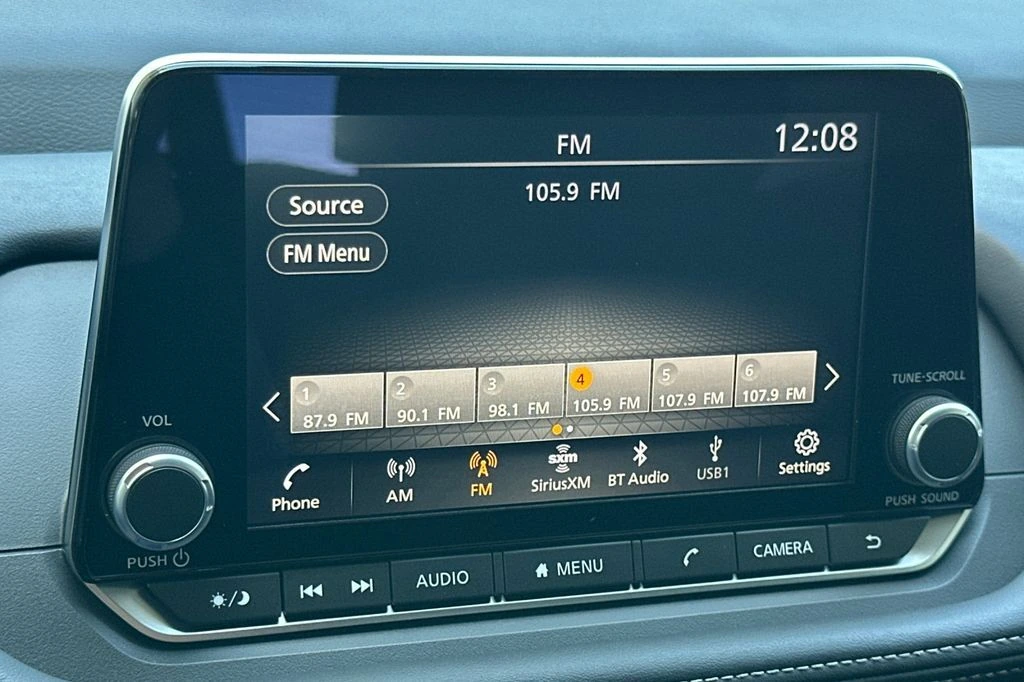 FM
12:08
105.9 FM
Source
FM Menu
1
87.9 FM
2
90.1 FM
3
98.1 FM
4
105.9 FM
5
107.9 FM
6
107.9 FM
VOL
TUNE-SCROLL
Phone
AM
FM
sxm
SiriusXM
BT Audio
USB1
Settings
PUSH
PUSH SOUND
AUDIO
MENU
CAMERA